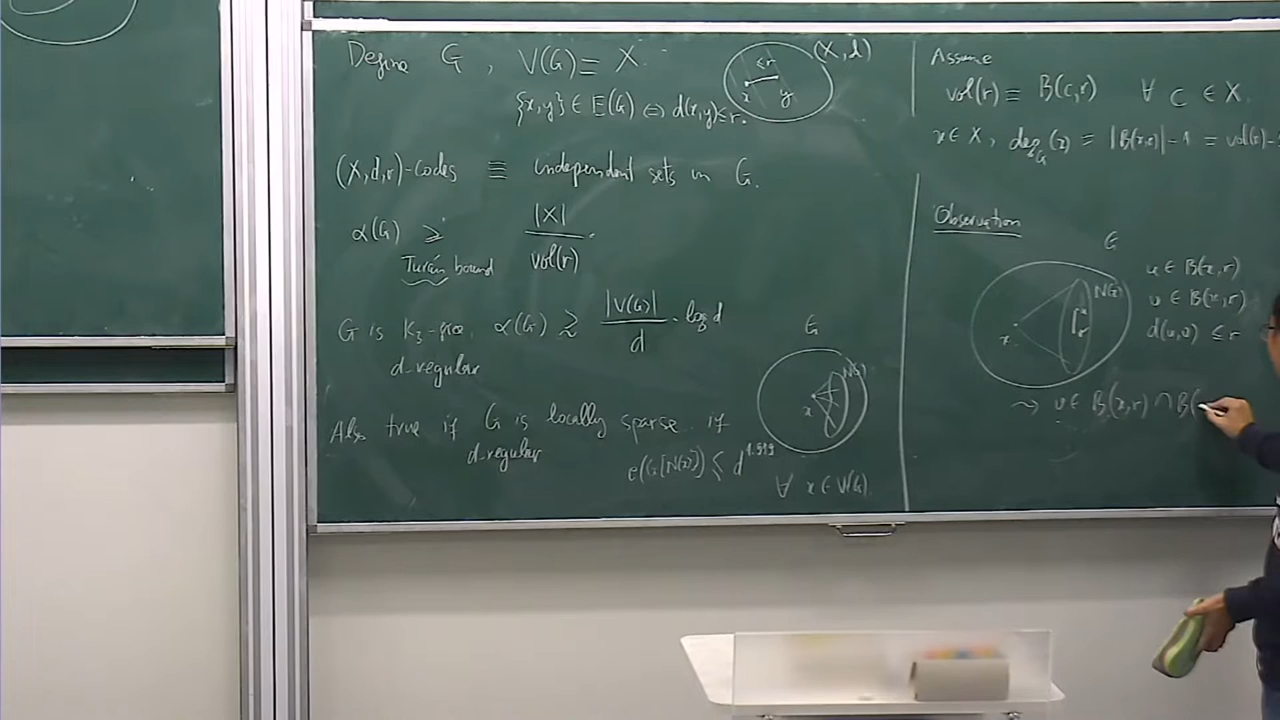 Define G, V(G) ≡ X.
{x,y} ∈ E(G) ⇔ d(x,y) ≤ r.
≤ r
x
y
(X, d)
(X,d,r)-codes ≡ independent sets in G.
α(G) ≥ |X| / vol(r).
Turán bound
G is K₃-free, α(G) ≳ |V(G)| / d · log d
d-regular
Also true if G is locally sparse if
d-regular
e(G[N(x)]) ≤ d^1.999
∀ x ∈ V(G).
G
x
N(x)
Assume
vol(r) ≡ B(c,r) ∀ c ∈ X.
x ∈ X, deg_G(x) = |B(x,r)| - 1 = vol(r) -
Observation
G
x
N(x)
u
v
u ∈ B(x,r)
v ∈ B(x,r)
d(u,v) ≤ r
⇝ v ∈ B(x,r) ∩ B(